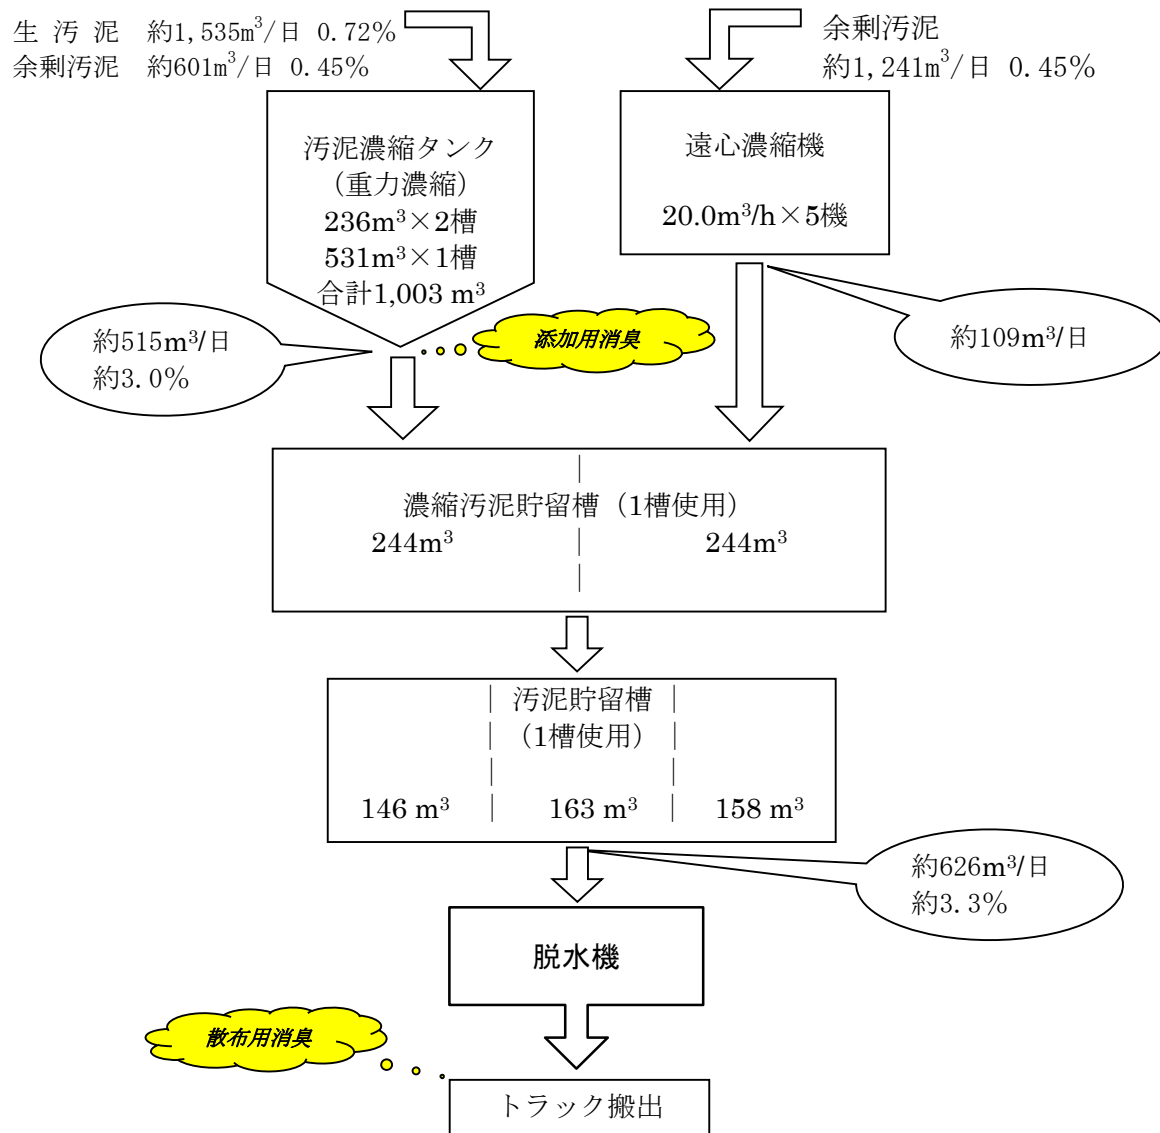 生 汚 泥　約1,535m³/日 0.72%
余剰汚泥　約601m³/日 0.45%
余剰汚泥
約1,241m³/日 0.45%
汚泥濃縮タンク
（重力濃縮）
236m³×2槽
531m³×1槽
合計1,003 m³
遠心濃縮機
20.0m³/h×5機
約515m³/日
約3.0%
添加用消臭
約109m³/日
濃縮汚泥貯留槽（1槽使用）
244m³ 244m³
汚泥貯留槽
（1槽使用）
146 m³ 163 m³ 158 m³
約626m³/日
約3.3%
脱水機
散布用消臭
トラック搬出